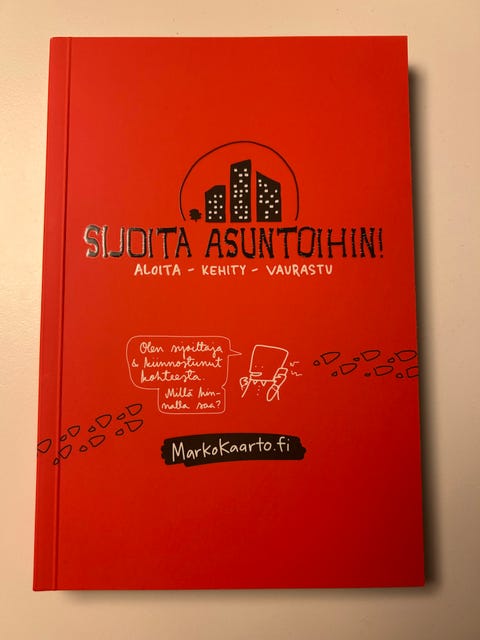 SIJOITA ASUNTOIHIN!
ALOITA - KEHITY - VAURASTU
Olen sijoittaja
& kiinnostunut
kohteesta.
Millä hin-
nalla saa?
MarkoKaarto.fi